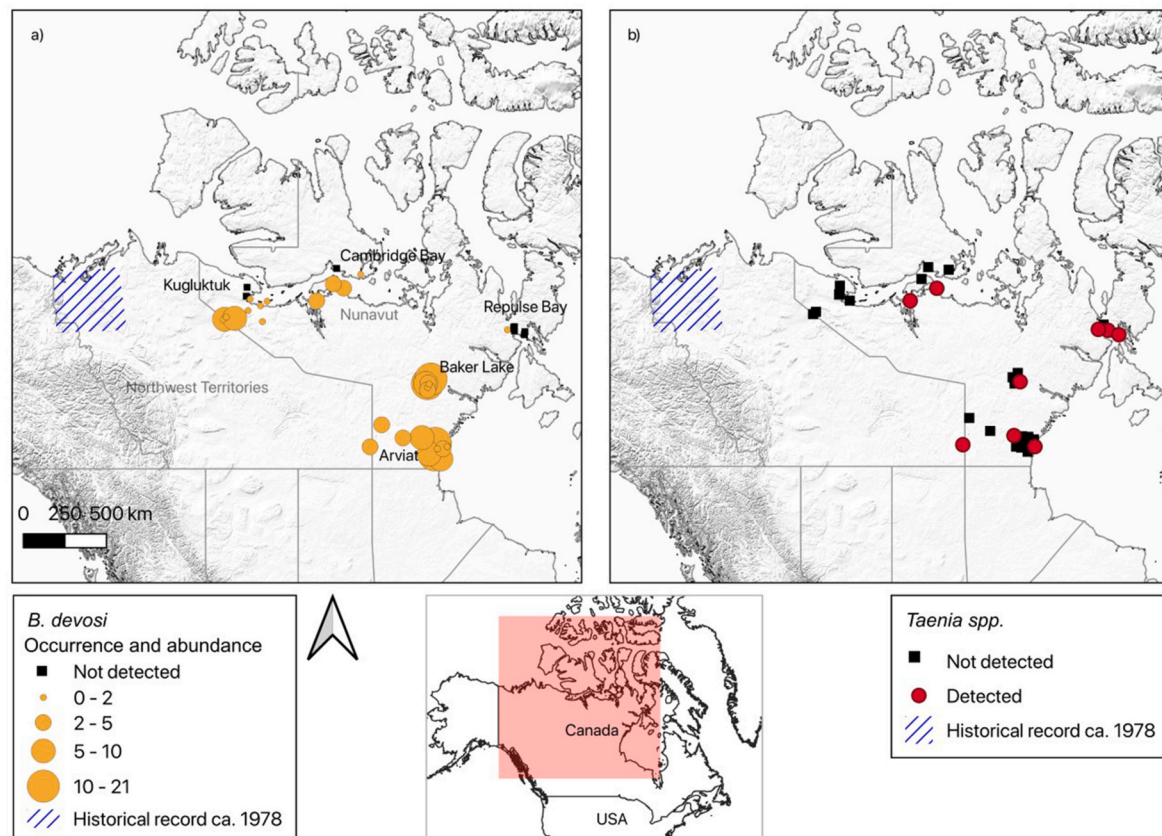 a)
Cambridge Bay
Kugluktuk
Nunavut
Repulse Bay
Baker Lake
Northwest Territories
Arviat
0 250 500 km
b)
B. devosi
Occurrence and abundance
Not detected
0 - 2
2 - 5
5 - 10
10 - 21
Historical record ca. 1978
Canada
USA
Taenia spp.
Not detected
Detected
Historical record ca. 1978